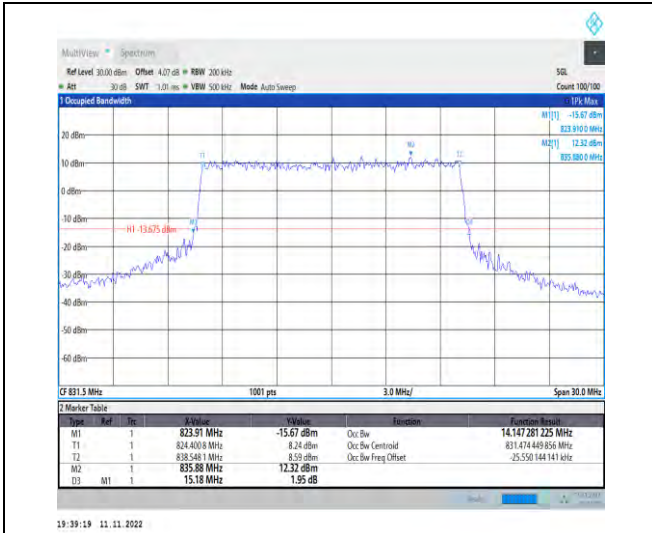 MultiView Spectrum
Ref Level 30.00 dBm Offset 4.07 dB RBW 200 kHz SGL
Att 30 dB SWT 1.01 ms VBW 500 kHz Mode Auto Sweep Count 100/100
1 Occupied Bandwidth 1Pk Max
M1[1] -15.67 dBm
823.9100 MHz
M2[1] 12.32 dBm
835.8800 MHz
20 dBm
10 dBm
0 dBm
-10 dBm
-30 dBm
-40 dBm
-50 dBm
-60 dBm
T1
M2
T2
H1 -13.675 dBm
M1
CF 831.5 MHz 1001 pts 3.0 MHz/ Span 30.0 MHz
2 Marker Table
Type Ref Trc X-Value Y-Value Function Function Result
M1 1 823.91 MHz -15.67 dBm Occ Bw 14.147 281 225 MHz
T1 1 824.400 8 MHz 8.24 dBm Occ Bw Centroid 831.474 449 856 MHz
T2 1 838.548 1 MHz 8.59 dBm Occ Bw Freq Offset -25.550 144 141 kHz
M2 1 835.88 MHz 12.32 dBm
D3 M1 1 15.18 MHz 1.95 dB
19:39:19 11.11.2022